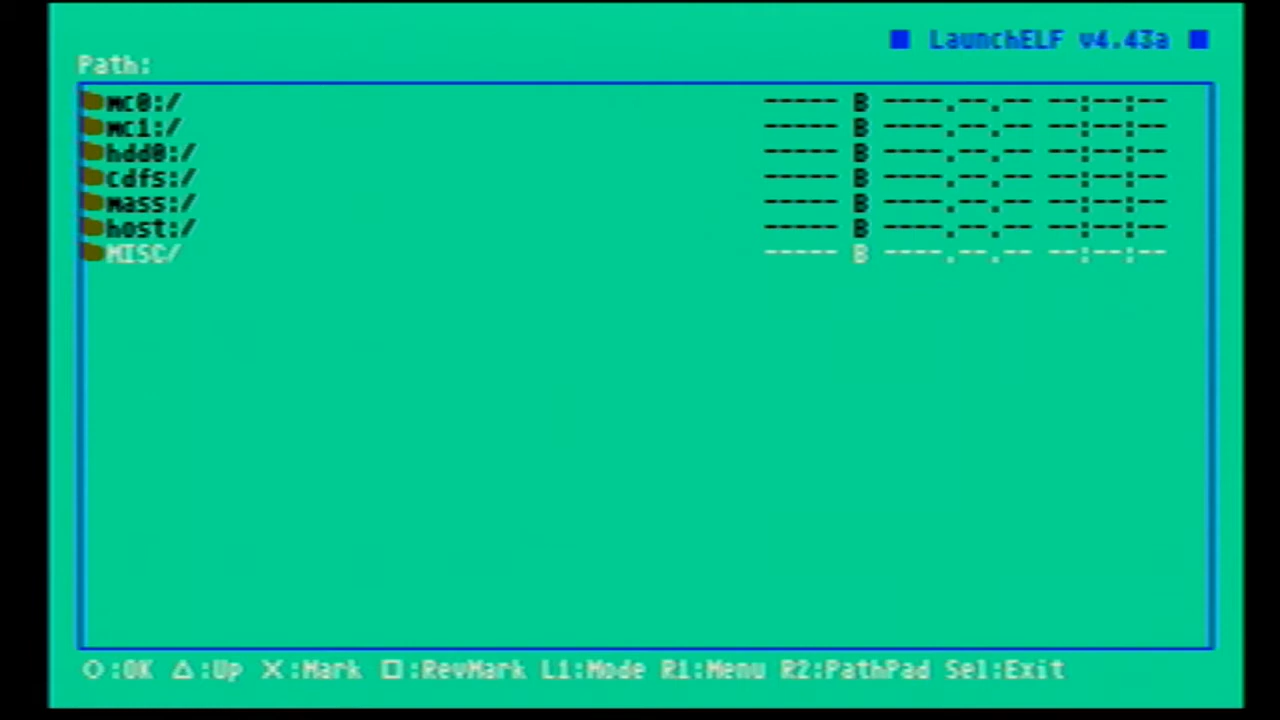 ■ LaunchELF v4.43a ■
Path:
mc0:/ ----- B ----.--.-- --:--:--
mc1:/ ----- B ----.--.-- --:--:--
hdd0:/ ----- B ----.--.-- --:--:--
cdfs:/ ----- B ----.--.-- --:--:--
mass:/ ----- B ----.--.-- --:--:--
host:/ ----- B ----.--.-- --:--:--
MISC/ ----- B ----.--.-- --:--:--
○:OK △:Up ✕:Mark □:RevMark L1:Mode R1:Menu R2:PathPad Sel:Exit